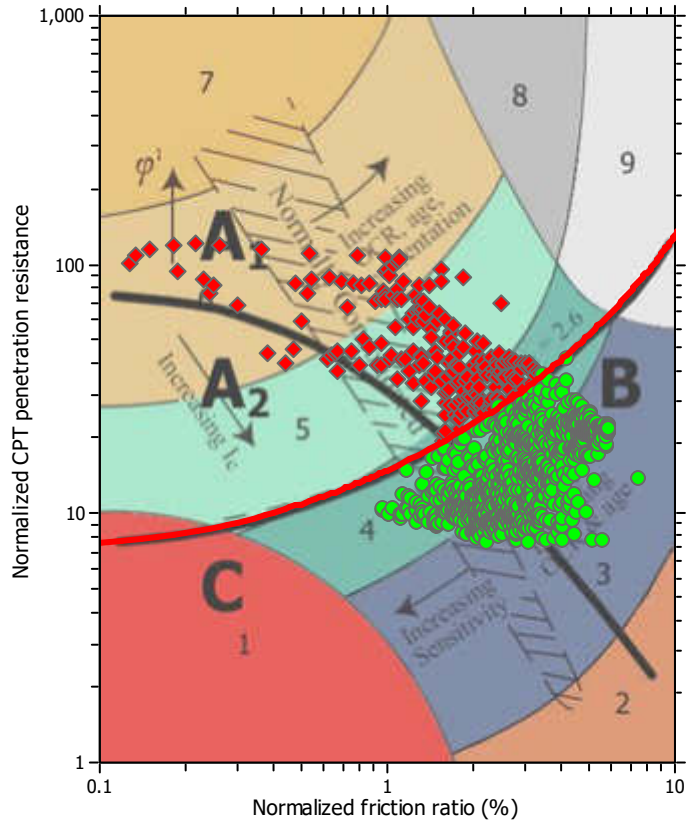 1,000
100
10
1
0.1
1
10
Normalized CPT penetration resistance
Normalized friction ratio (%)
7
8
9
φ'
A1
Increasing
OCR, age,
cementation
= 2.6
A2
B
Increasing Ic
5
4
3
C
1
Increasing
Sensitivity
2